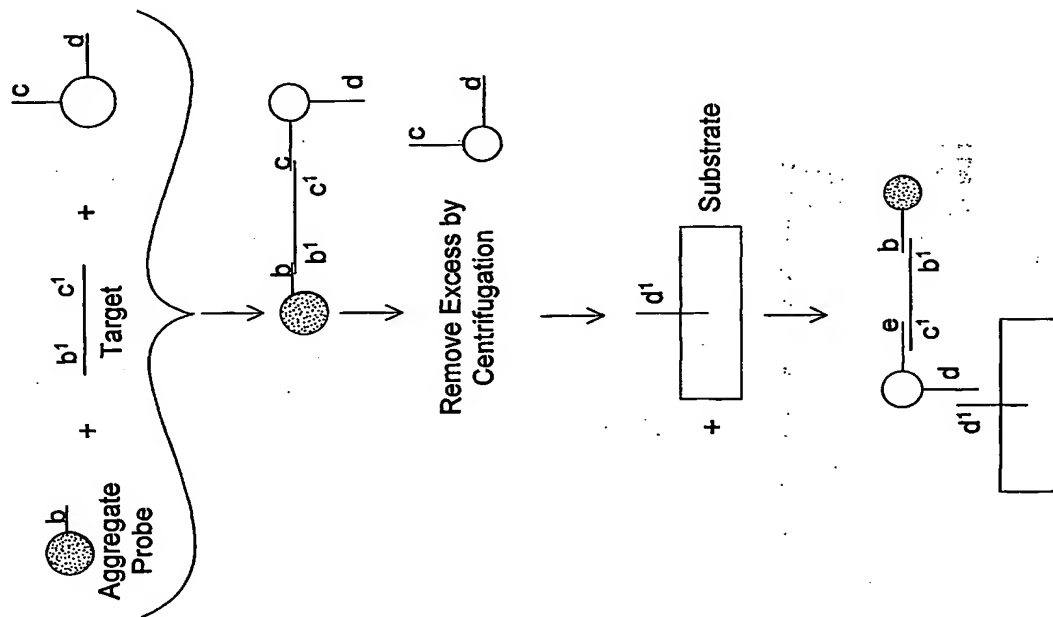 c
b + b¹ c¹ + d
Target
Aggregate
Probe
b c
b¹ c¹
d
c
d
Remove Excess by
Centrifugation
d¹
+ Substrate
e b
c¹ b¹
d
d¹